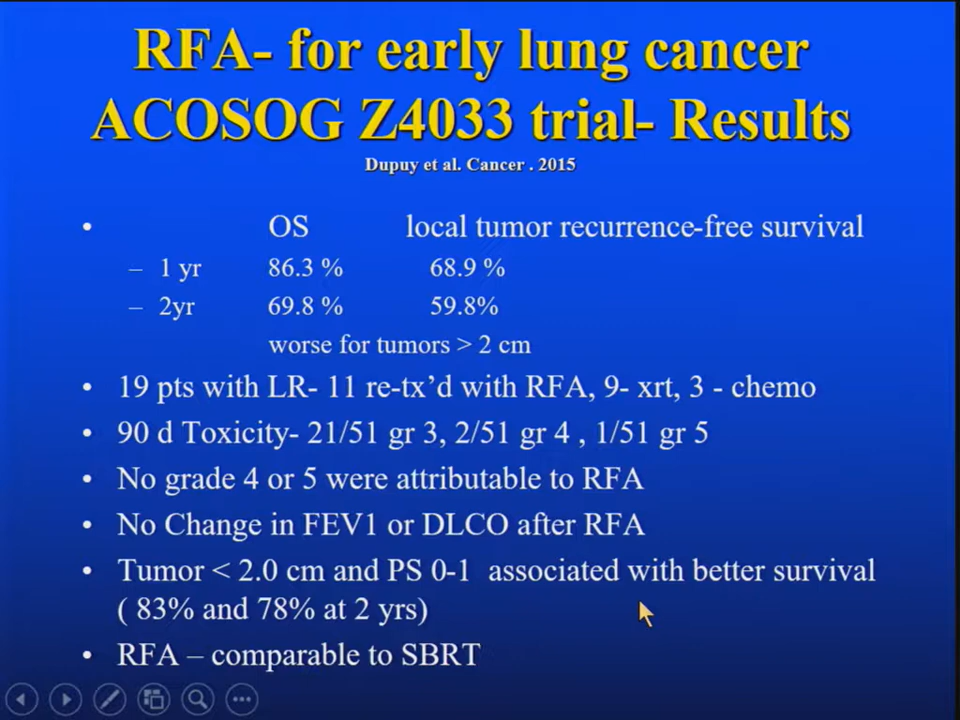 RFA- for early lung cancer
ACOSOG Z4033 trial- Results
Dupuy et al. Cancer . 2015
• OS local tumor recurrence-free survival
– 1 yr 86.3 % 68.9 %
– 2yr 69.8 % 59.8%
worse for tumors > 2 cm
• 19 pts with LR- 11 re-tx’d with RFA, 9- xrt, 3 - chemo
• 90 d Toxicity- 21/51 gr 3, 2/51 gr 4 , 1/51 gr 5
• No grade 4 or 5 were attributable to RFA
• No Change in FEV1 or DLCO after RFA
• Tumor < 2.0 cm and PS 0-1 associated with better survival
( 83% and 78% at 2 yrs)
• RFA – comparable to SBRT